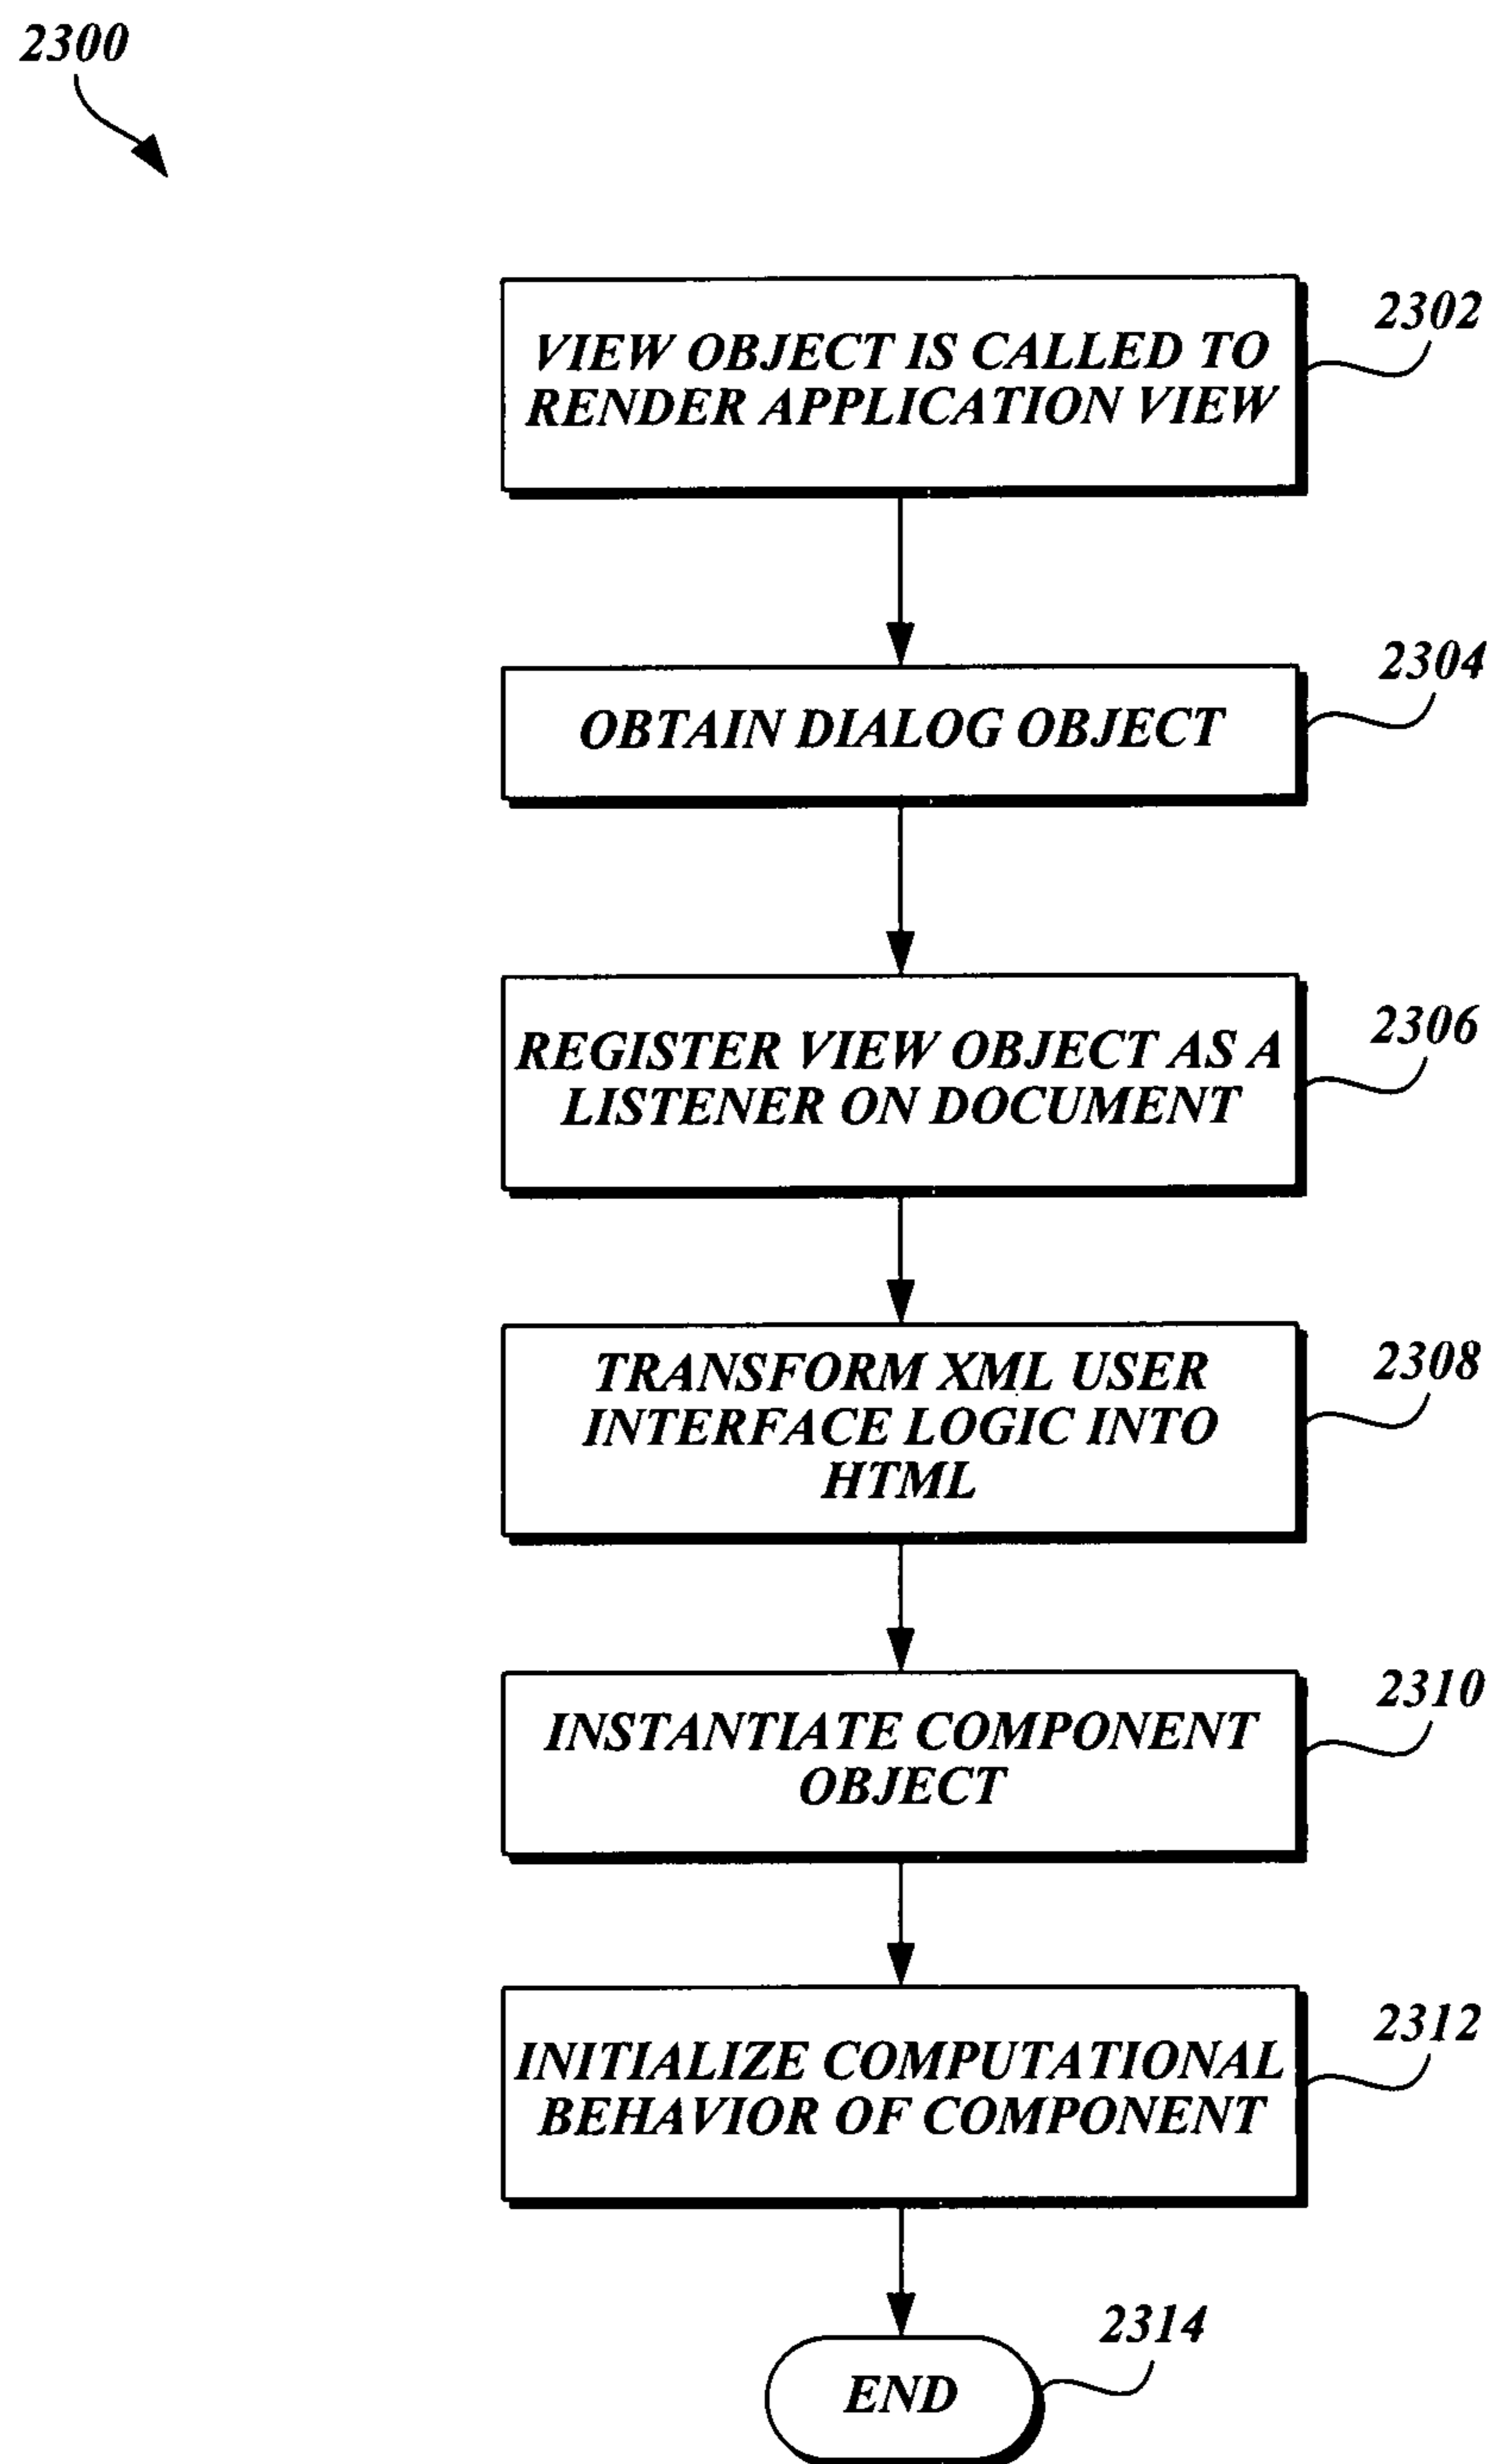 2300
VIEW OBJECT IS CALLED TO
RENDER APPLICATION VIEW
2302
OBTAIN DIALOG OBJECT
2304
REGISTER VIEW OBJECT AS A
LISTENER ON DOCUMENT
2306
TRANSFORM XML USER
INTERFACE LOGIC INTO
HTML
2308
INSTANTIATE COMPONENT
OBJECT
2310
INITIALIZE COMPUTATIONAL
BEHAVIOR OF COMPONENT
2312
END
2314